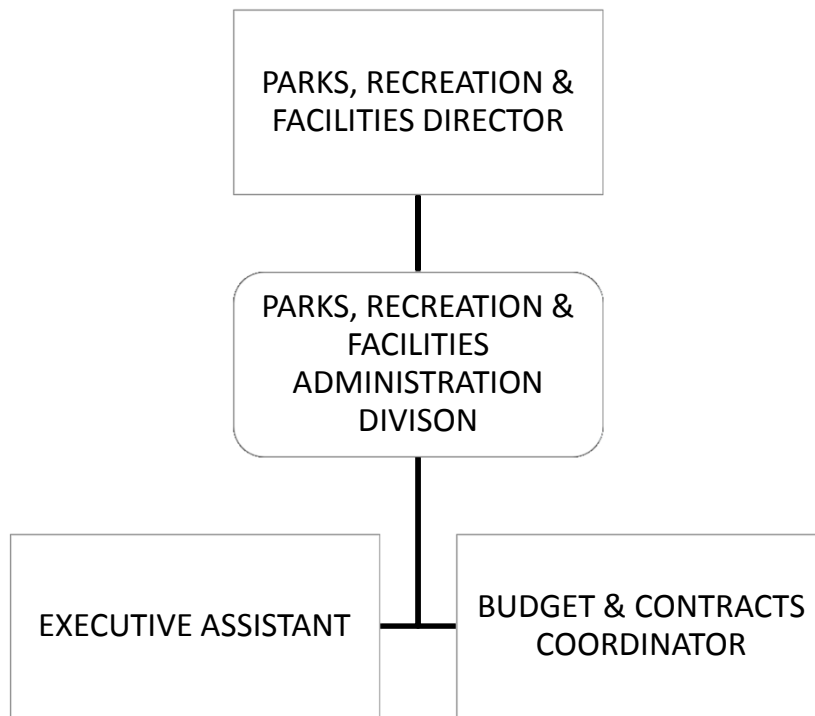 PARKS, RECREATION &
FACILITIES DIRECTOR
PARKS, RECREATION &
FACILITIES
ADMINISTRATION
DIVISON
EXECUTIVE ASSISTANT
BUDGET & CONTRACTS
COORDINATOR